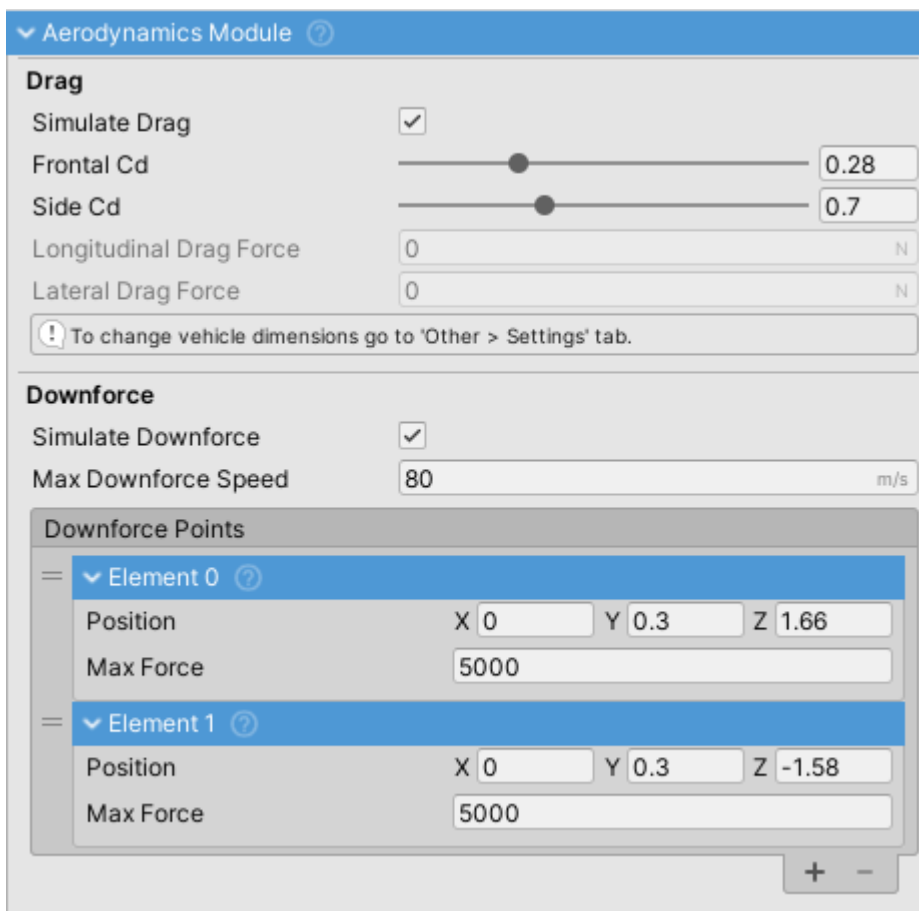 Aerodynamics Module ?
Drag
Simulate Drag
Frontal Cd 0.28
Side Cd 0.7
Longitudinal Drag Force 0 N
Lateral Drag Force 0 N
! To change vehicle dimensions go to 'Other > Settings' tab.
Downforce
Simulate Downforce
Max Downforce Speed 80 m/s
Downforce Points
Element 0 ?
Position X 0 Y 0.3 Z 1.66
Max Force 5000
Element 1 ?
Position X 0 Y 0.3 Z -1.58
Max Force 5000
+ −